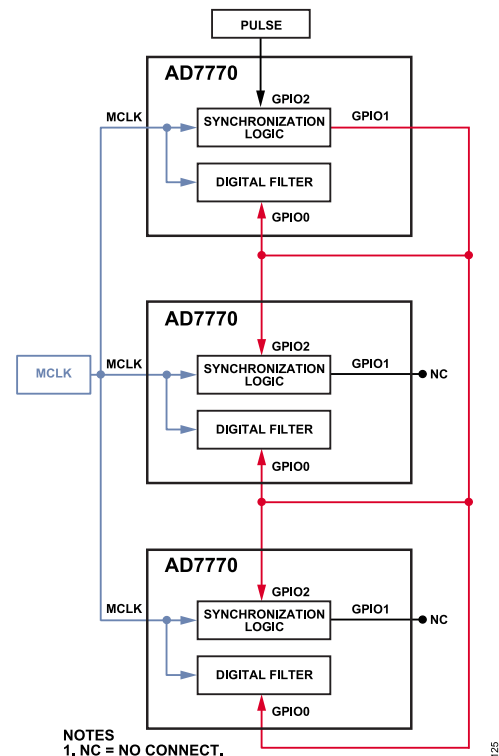 PULSE
AD7770
GPIO2
MCLK
GPIO1
SYNCHRONIZATION
LOGIC
DIGITAL FILTER
GPIO0
AD7770
GPIO2
MCLK
MCLK
GPIO1
SYNCHRONIZATION
LOGIC
NC
DIGITAL FILTER
GPIO0
AD7770
GPIO2
MCLK
GPIO1
SYNCHRONIZATION
LOGIC
NC
DIGITAL FILTER
GPIO0
NOTES
1. NC = NO CONNECT.